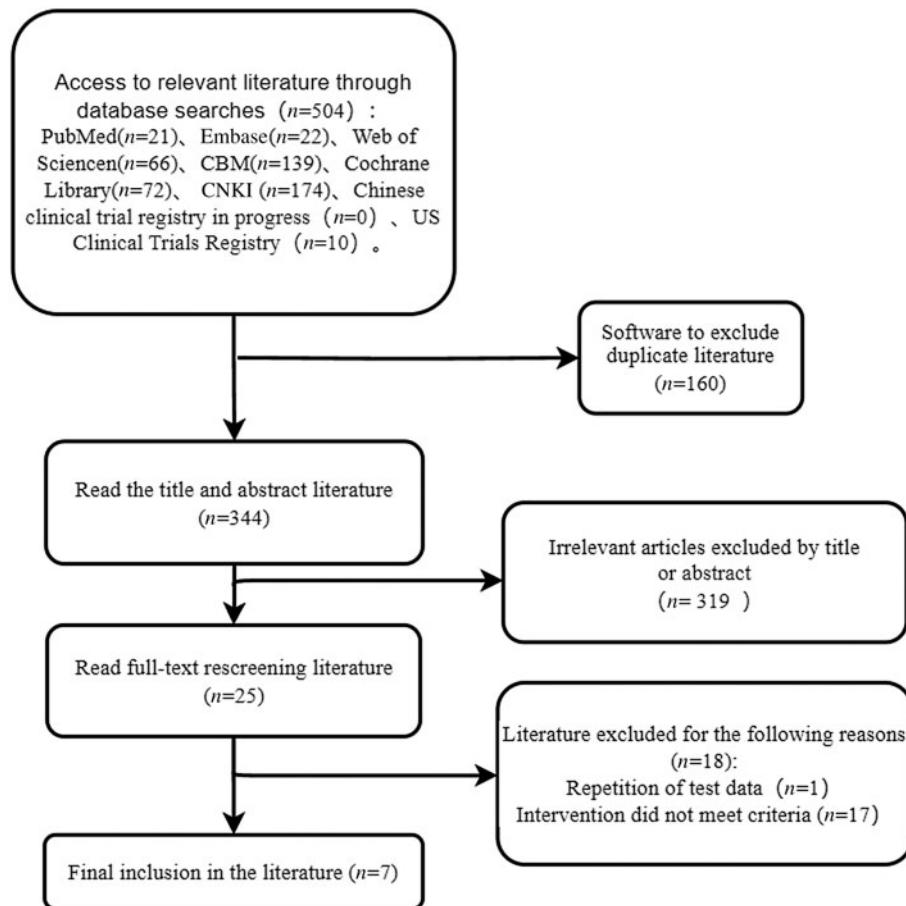 Access to relevant literature through
database searches（n=504）:
PubMed(n=21)、Embase(n=22)、Web of
Sciencen(n=66)、CBM(n=139)、Cochrane
Library(n=72)、 CNKI (n=174)、Chinese
clinical trial registry in progress（n=0）、US
Clinical Trials Registry（n=10）。
Software to exclude
duplicate literature
(n=160)
Read the title and abstract literature
(n=344)
Irrelevant articles excluded by title
or abstract
(n= 319 )
Read full-text rescreening literature
(n=25)
Literature excluded for the following reasons
(n=18):
Repetition of test data（n=1)
Intervention did not meet criteria (n=17)
Final inclusion in the literature (n=7)